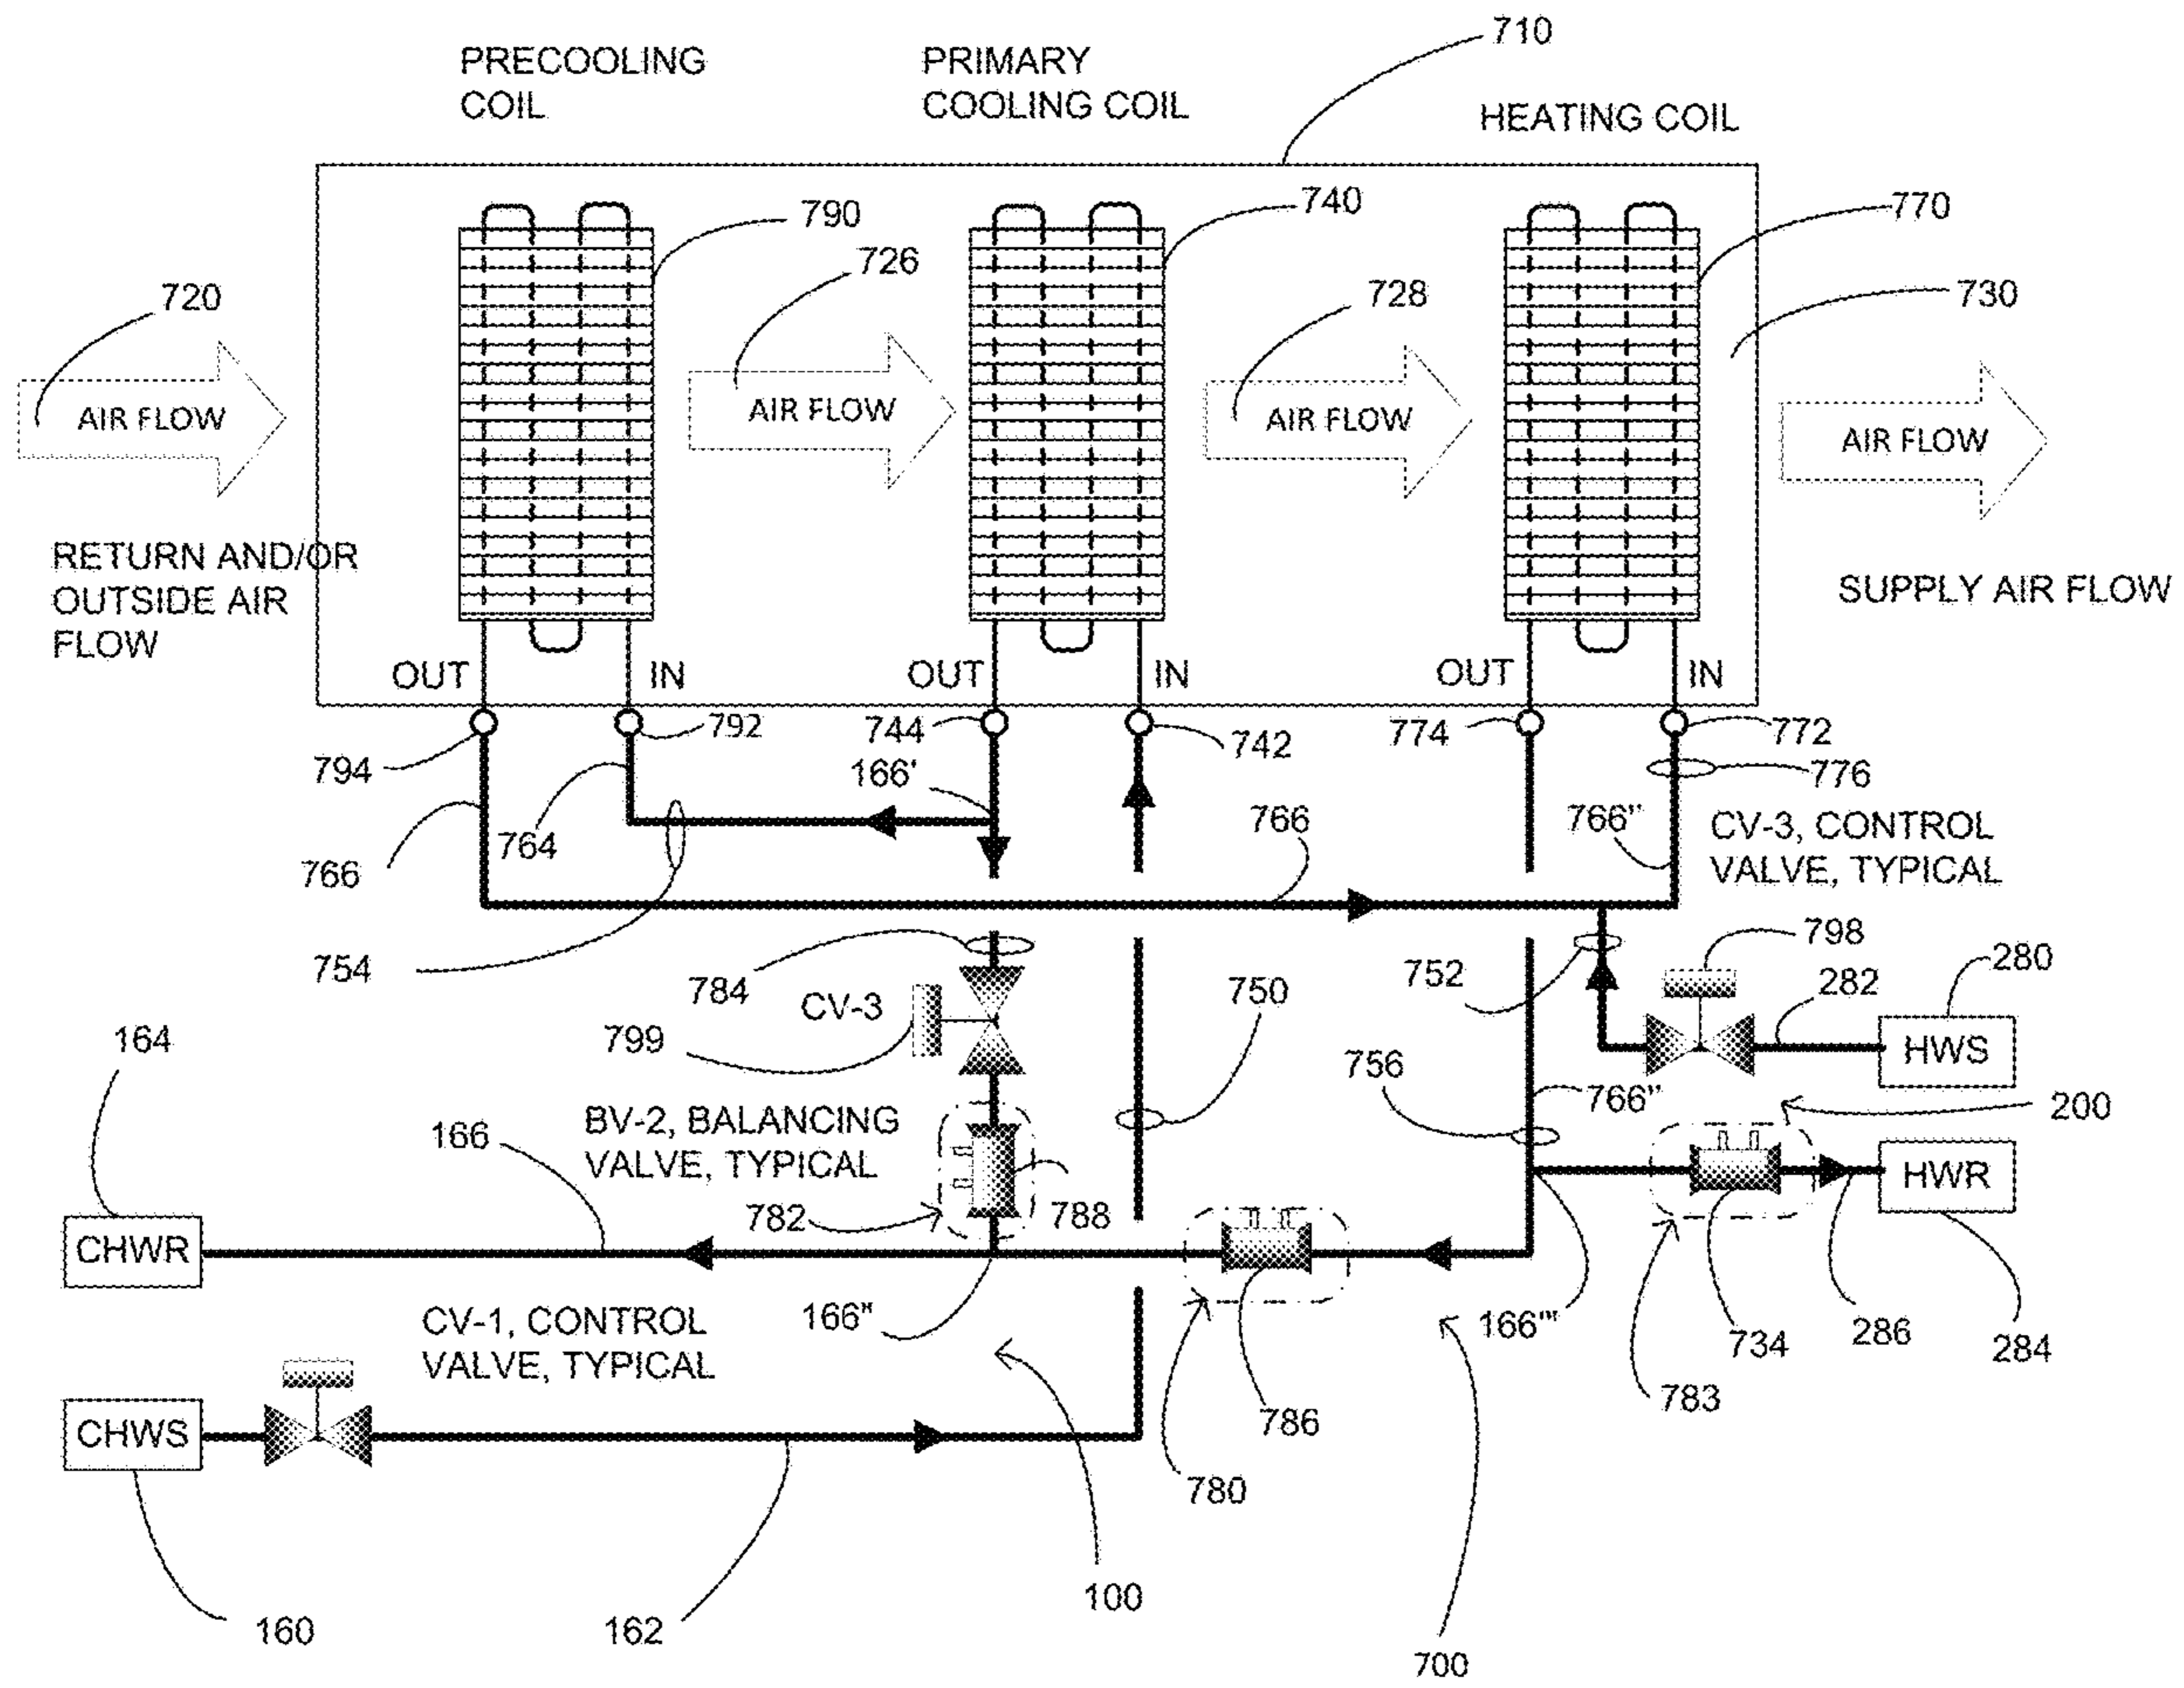 710
PRECOOLING
COIL
PRIMARY
COOLING COIL
HEATING COIL
790
740
770
726
720
728
730
AIR FLOW
AIR FLOW
AIR FLOW
AIR FLOW
RETURN AND/OR
OUTSIDE AIR
FLOW
SUPPLY AIR FLOW
OUT
IN
OUT
IN
OUT
IN
794
792
744
742
774
772
166'
776
764
766
766
766"
CV-3, CONTROL
VALVE, TYPICAL
754
784
CV-3
799
750
752
798
282
280
HWS
164
756
766"
200
166
BV-2, BALANCING
VALVE, TYPICAL
782
788
HWR
CHWR
166"
166'"
734
286
284
CV-1, CONTROL
VALVE, TYPICAL
783
786
780
CHWS
100
160
162
700